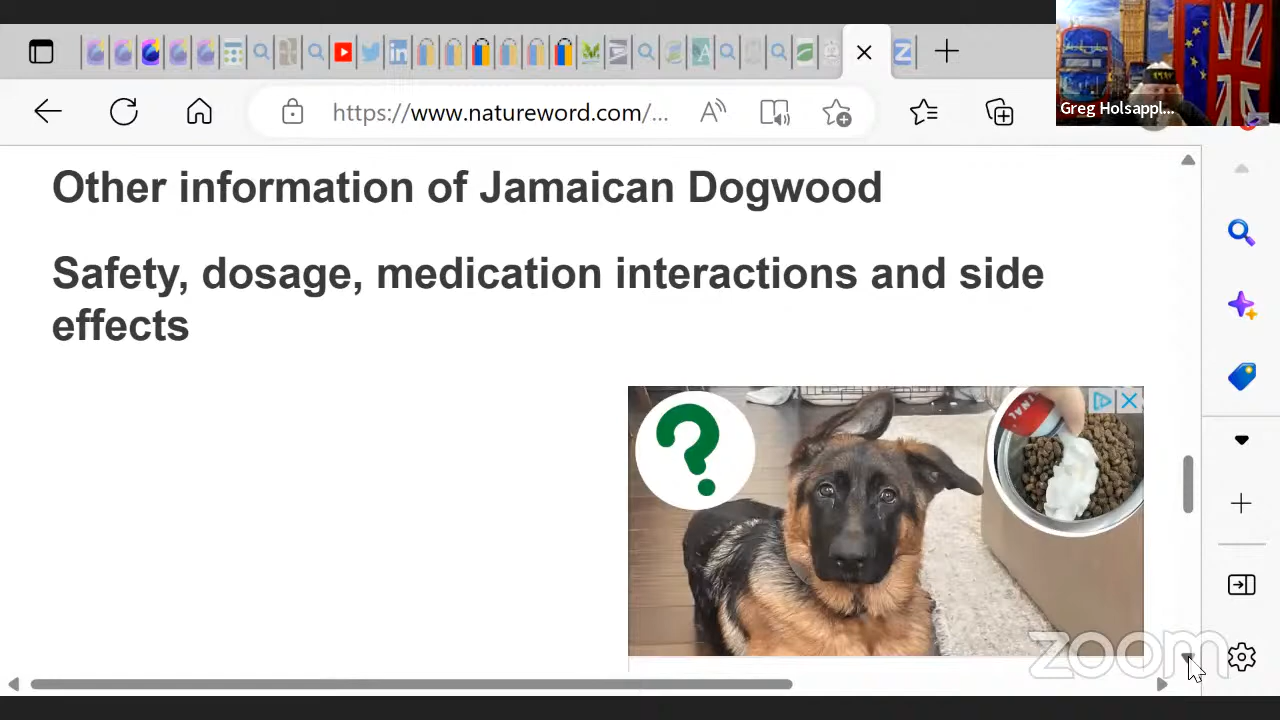 https://www.natureword.com/...
Greg Holsappl...
Other information of Jamaican Dogwood
Safety, dosage, medication interactions and side
effects
?
zoom